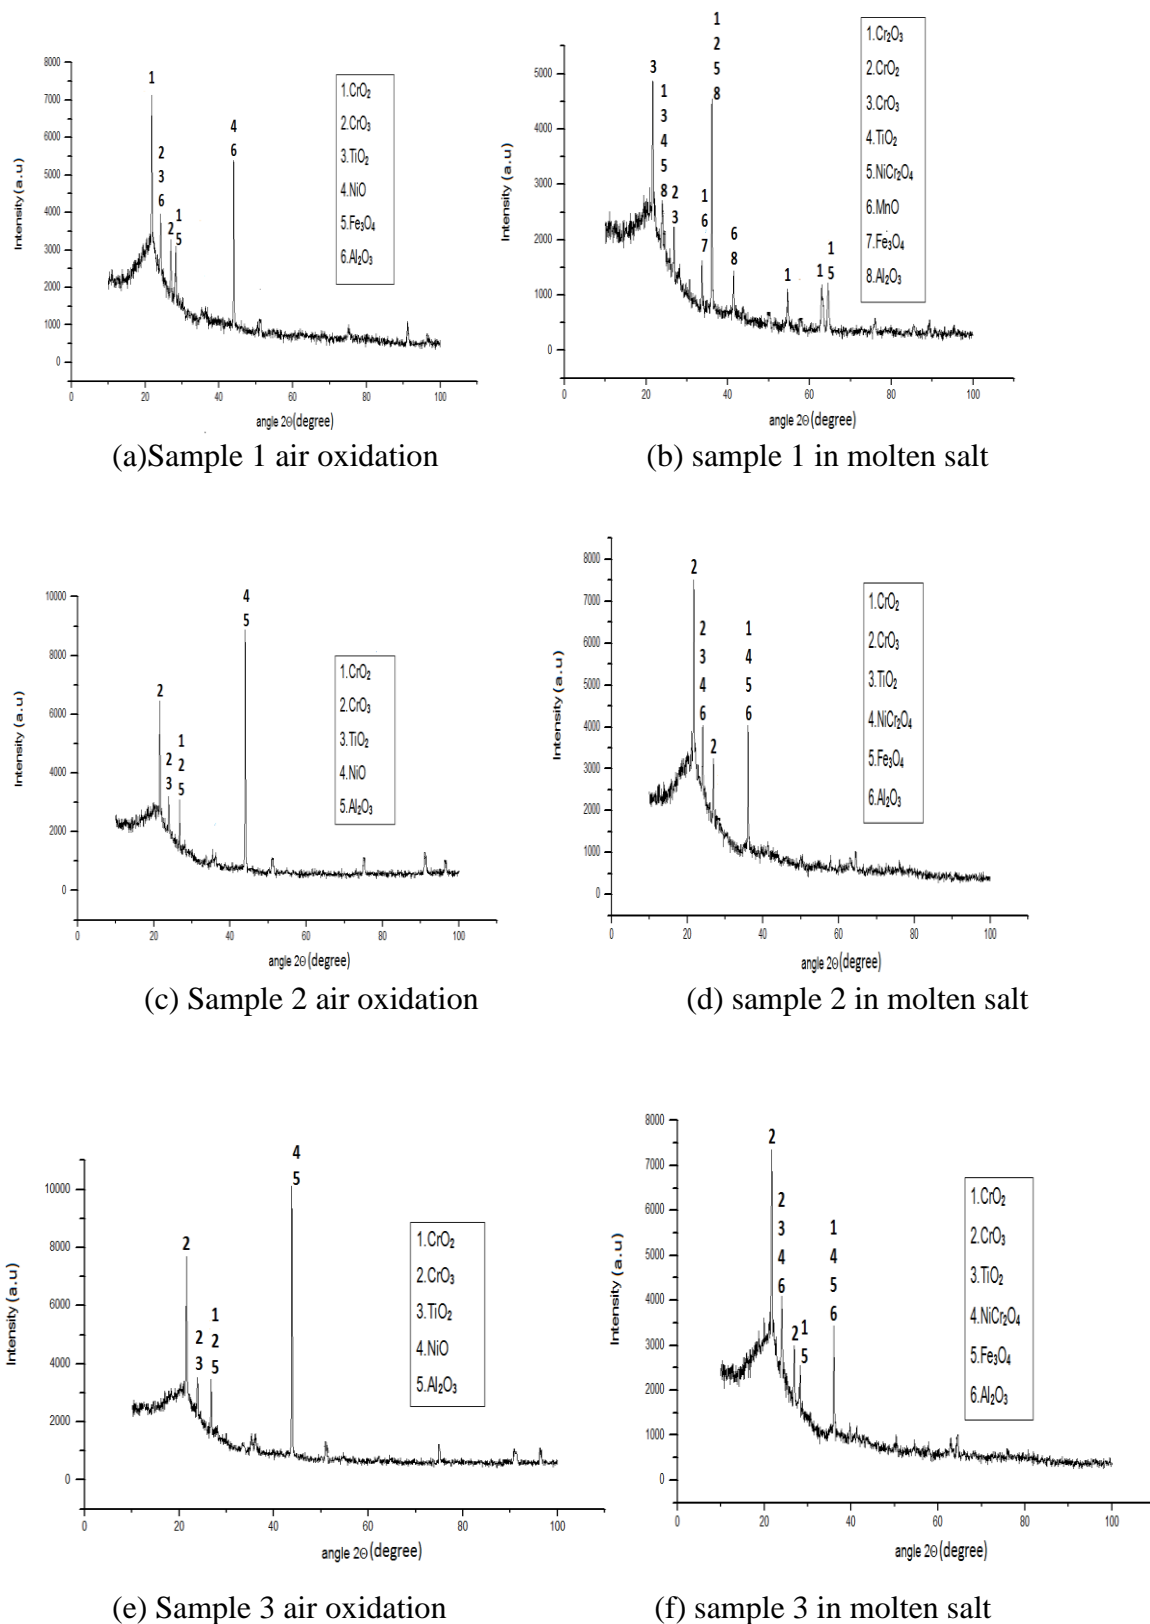 8000
7000
6000
5000
4000
3000
2000
1000
0
0
20
40
60
80
100
Intensity (a.u)
angle 2Θ (degree)
1
2
3
6
2
1
5
4
6
1.CrO₂
2.CrO₃
3.TiO₂
4.NiO
5.Fe₃O₄
6.Al₂O₃
(a)Sample 1 air oxidation
5000
4000
3000
2000
1000
0
0
20
40
60
80
100
Intensity (a.u)
angle 2Θ (degree)
3
1
3
4
5
8
2
3
1
6
7
1
2
5
8
6
8
1
1
1
5
1.Cr₂O₃
2.CrO₂
3.CrO₃
4.TiO₂
5.NiCr₂O₄
6.MnO
7.Fe₃O₄
8.Al₂O₃
(b) sample 1 in molten salt
10000
8000
6000
4000
2000
0
0
20
40
60
80
100
Intensity (a.u)
angle 2Θ (degree)
2
2
3
1
2
5
4
5
1.CrO₂
2.CrO₃
3.TiO₂
4.NiO
5.Al₂O₃
(c) Sample 2 air oxidation
8000
7000
6000
5000
4000
3000
2000
1000
0
0
20
40
60
80
100
Intensity (a.u)
angle 2Θ (degree)
2
2
3
4
6
2
1
4
5
6
1.CrO₂
2.CrO₃
3.TiO₂
4.NiCr₂O₄
5.Fe₃O₄
6.Al₂O₃
(d) sample 2 in molten salt
10000
8000
6000
4000
2000
0
0
20
40
60
80
100
Intensity (a.u)
angle 2Θ (degree)
2
2
3
1
2
5
4
5
1.CrO₂
2.CrO₃
3.TiO₂
4.NiO
5.Al₂O₃
(e) Sample 3 air oxidation
8000
7000
6000
5000
4000
3000
2000
1000
0
0
20
40
60
80
100
Intensity (a.u)
angle 2Θ (degree)
2
2
3
4
6
2
1
5
1
4
5
6
1.CrO₂
2.CrO₃
3.TiO₂
4.NiCr₂O₄
5.Fe₃O₄
6.Al₂O₃
(f) sample 3 in molten salt